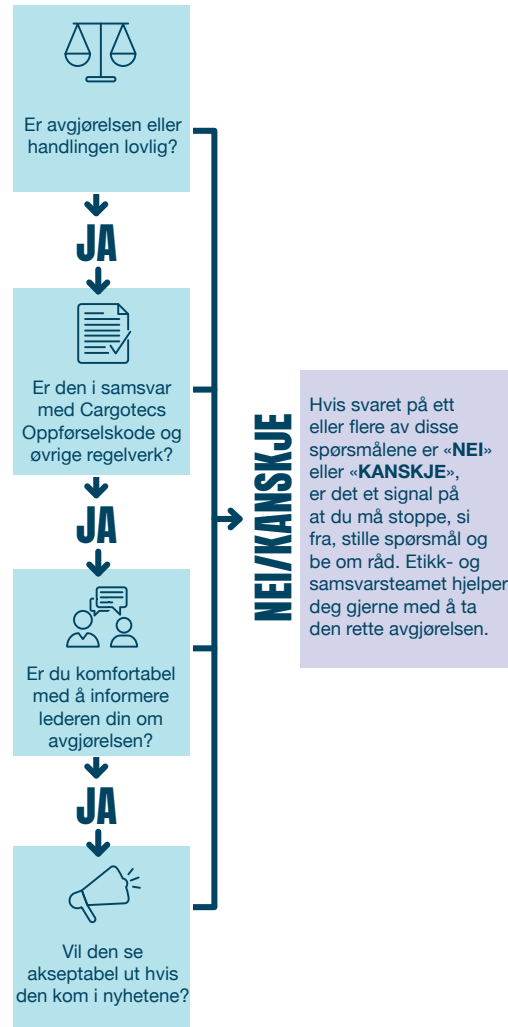 Er avgjørelsen eller
handlingen lovlig?
JA
Er den i samsvar
med Cargotecs
Oppførselskode og
øvrige regelverk?
JA
Er du komfortabel
med å informere
lederen din om
avgjørelsen?
JA
Vil den se
akseptabel ut hvis
den kom i nyhetene?
NEI/KANSKJE
Hvis svaret på ett
eller flere av disse
spørsmålene er «NEI»
eller «KANSKJE»,
er det et signal på
at du må stoppe, si
fra, stille spørsmål og
be om råd. Etikk- og
samsvarsteamet hjelper
deg gjerne med å ta
den rette avgjørelsen.